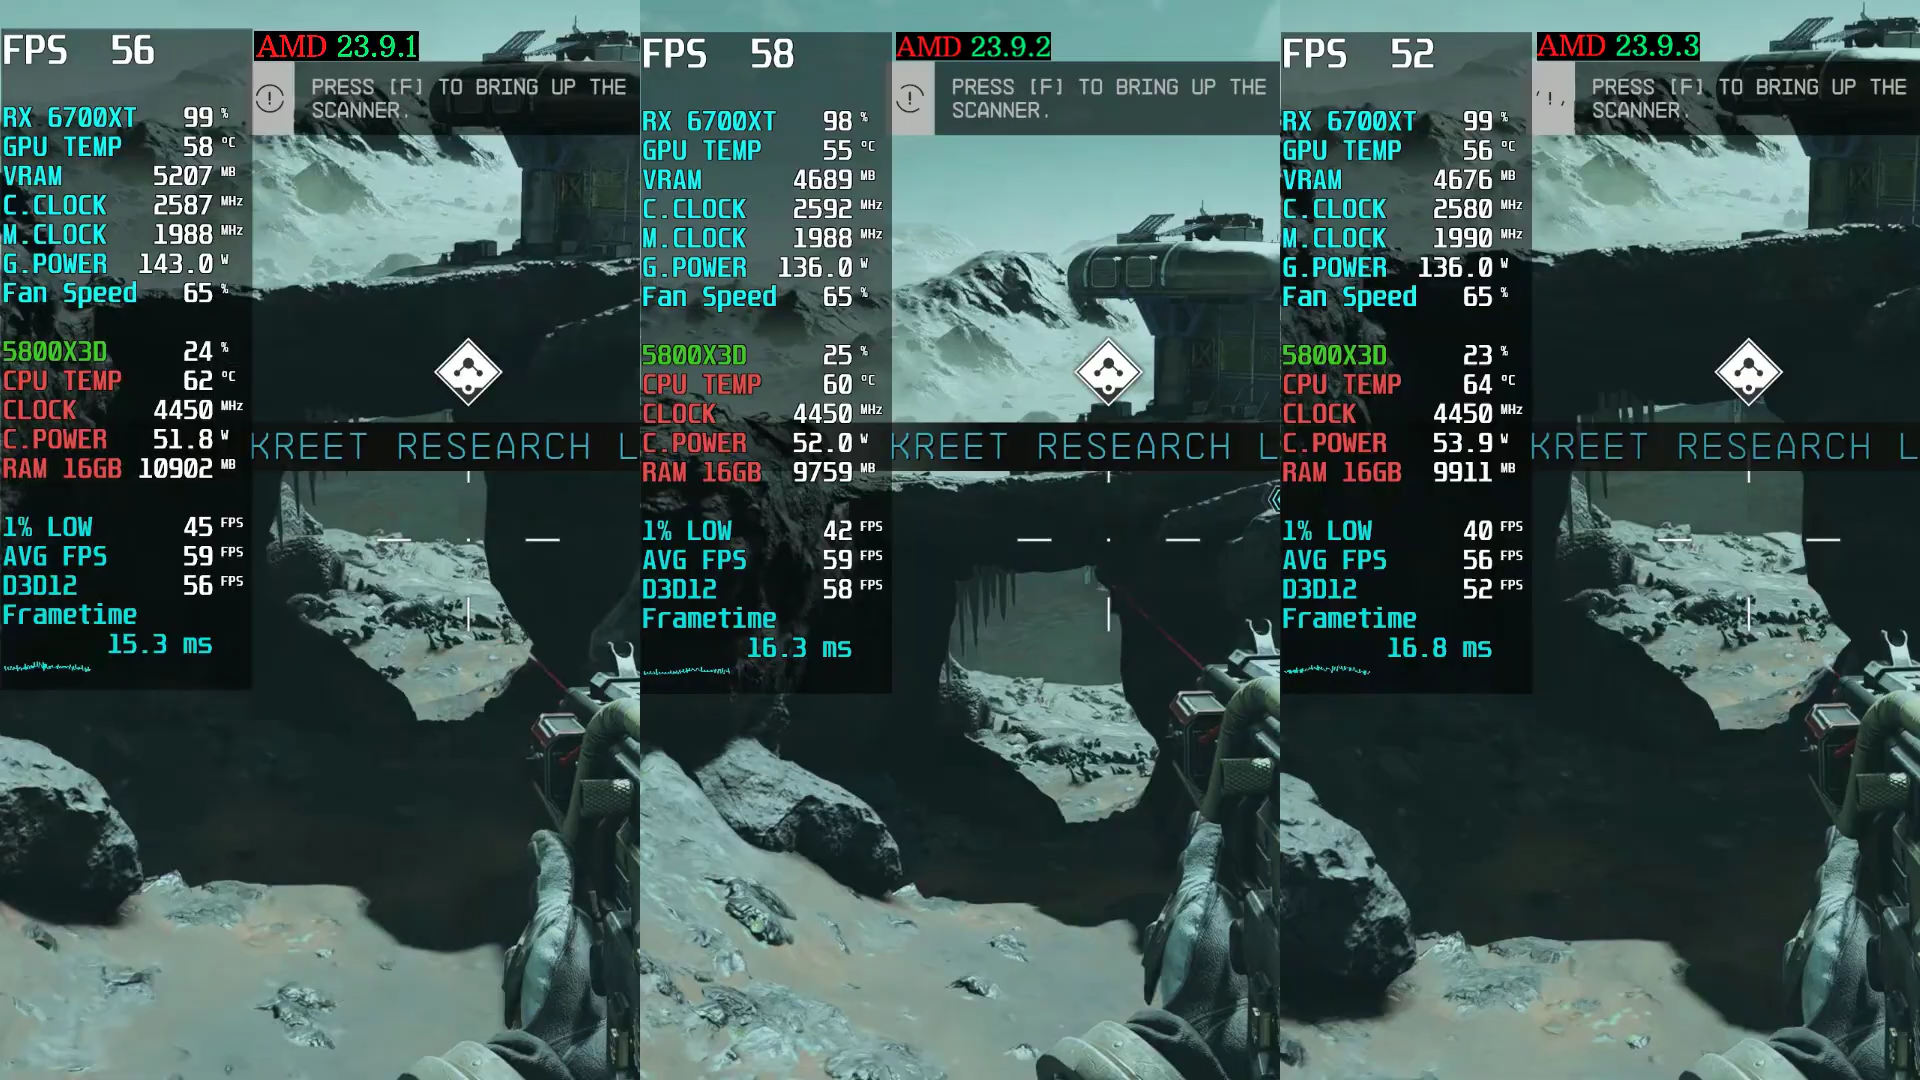 FPS 56
AMD 23.9.1
PRESS [F] TO BRING UP THE
SCANNER.
RX 6700XT 99 %
GPU TEMP 58 °C
VRAM 5207 MB
C.CLOCK 2587 MHz
M.CLOCK 1988 MHz
G.POWER 143.0 W
Fan Speed 65 %
5800X3D 24 %
CPU TEMP 62 °C
CLOCK 4450 MHz
C.POWER 51.8 W
RAM 16GB 10902 MB
KREET RESEARCH L
1% LOW 45 FPS
AVG FPS 59 FPS
D3D12 56 FPS
Frametime
15.3 ms
FPS 58
AMD 23.9.2
PRESS [F] TO BRING UP THE
SCANNER.
RX 6700XT 98 %
GPU TEMP 55 °C
VRAM 4689 MB
C.CLOCK 2592 MHz
M.CLOCK 1988 MHz
G.POWER 136.0 W
Fan Speed 65 %
5800X3D 25 %
CPU TEMP 60 °C
CLOCK 4450 MHz
C.POWER 52.0 W
RAM 16GB 9759 MB
KREET RESEARCH L
1% LOW 42 FPS
AVG FPS 59 FPS
D3D12 58 FPS
Frametime
16.3 ms
FPS 52
AMD 23.9.3
PRESS [F] TO BRING UP THE
SCANNER.
RX 6700XT 99 %
GPU TEMP 56 °C
VRAM 4676 MB
C.CLOCK 2580 MHz
M.CLOCK 1990 MHz
G.POWER 136.0 W
Fan Speed 65 %
5800X3D 23 %
CPU TEMP 64 °C
CLOCK 4450 MHz
C.POWER 53.9 W
RAM 16GB 9911 MB
KREET RESEARCH L
1% LOW 40 FPS
AVG FPS 56 FPS
D3D12 52 FPS
Frametime
16.8 ms